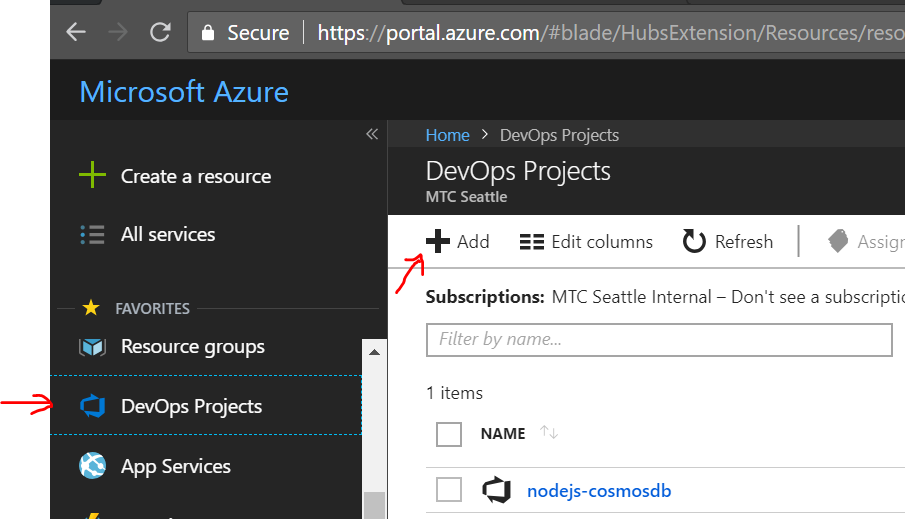 Secure https://portal.azure.com/#blade/HubsExtension/Resources/reso
Microsoft Azure
Home > DevOps Projects
DevOps Projects
MTC Seattle
Create a resource
All services
FAVORITES
Resource groups
DevOps Projects
App Services
Add Edit columns Refresh Assign
Subscriptions: MTC Seattle Internal – Don't see a subscriptio
Filter by name...
1 items
NAME
nodejs-cosmosdb